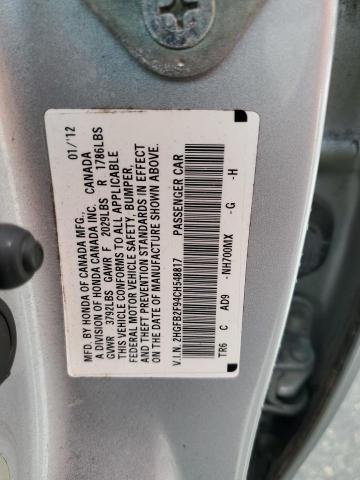 MFD. BY HONDA OF CANADA MFG., 01/12
A DIVISION OF HONDA CANADA INC. CANADA
GVWR 3792LBS GAWR F 2029LBS R 1786LBS
THIS VEHICLE CONFORMS TO ALL APPLICABLE
FEDERAL MOTOR VEHICLE SAFETY, BUMPER,
AND THEFT PREVENTION STANDARDS IN EFFECT
ON THE DATE OF MANUFACTURE SHOWN ABOVE.
V.I.N. 2HGFB2F94CH548817 PASSENGER CAR
TR6 C AD9 -NH700MX -G -H